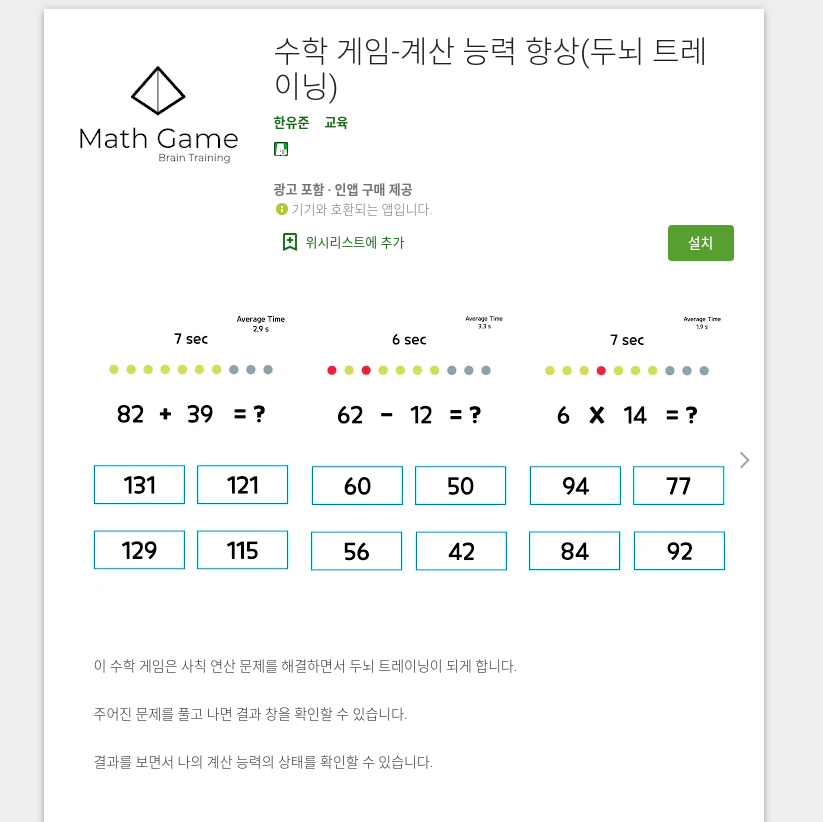 수학 게임-계산 능력 향상(두뇌 트레
이닝)
Math Game
Brain Training
한유준 교육
광고 포함 · 인앱 구매 제공
기기와 호환되는 앱입니다.
위시리스트에 추가
설치
Average Time
2.9 s
7 sec
82 + 39 = ?
131 121
129 115
Average Time
3.3 s
6 sec
62 - 12 = ?
60 50
56 42
Average Time
1.9 s
7 sec
6 X 14 = ?
94 77
84 92
이 수학 게임은 사칙 연산 문제를 해결하면서 두뇌 트레이닝이 되게 합니다.
주어진 문제를 풀고 나면 결과 창을 확인할 수 있습니다.
결과를 보면서 나의 계산 능력의 상태를 확인할 수 있습니다.